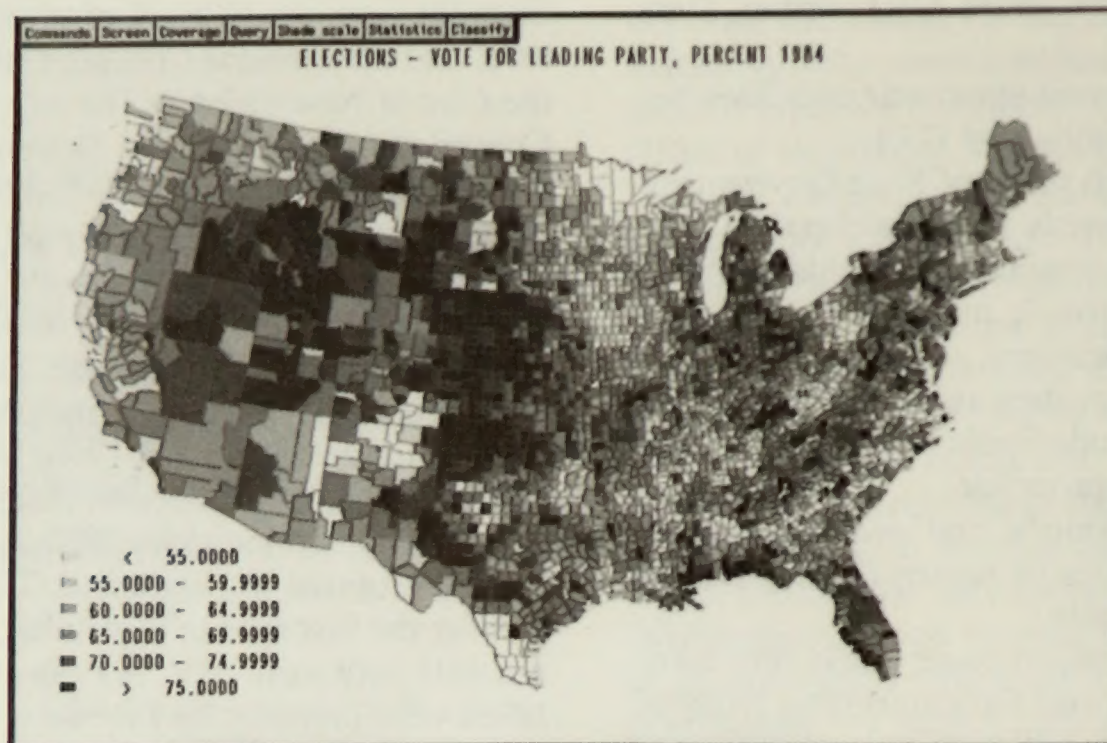 Commands Screen Coverage Query Shade scale Statistics Classify
ELECTIONS - VOTE FOR LEADING PARTY, PERCENT 1984
< 55.0000
55.0000 - 59.9999
60.0000 - 64.9999
65.0000 - 69.9999
70.0000 - 74.9999
> 75.0000